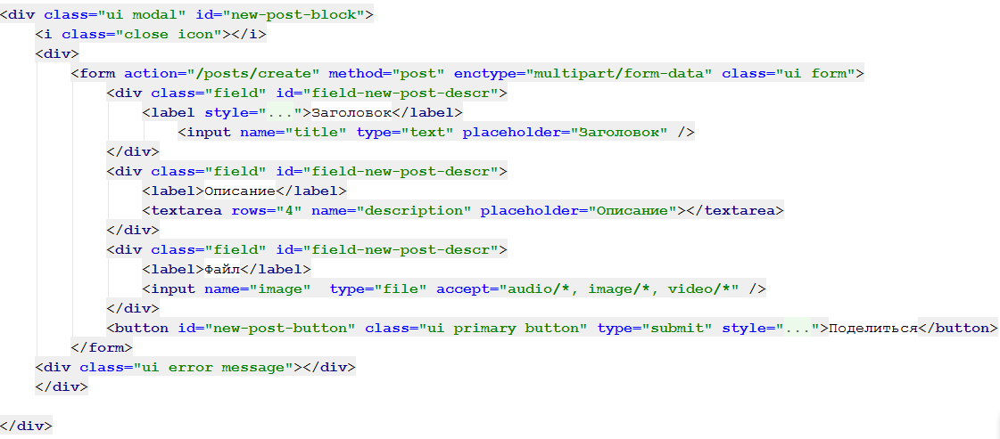 <div class="ui modal" id="new-post-block">
<i class="close icon"></i>
<div>
<form action="/posts/create" method="post" enctype="multipart/form-data" class="ui form">
<div class="field" id="field-new-post-descr">
<label style="...">Заголовок</label>
<input name="title" type="text" placeholder="Заголовок" />
</div>
<div class="field" id="field-new-post-descr">
<label>Описание</label>
<textarea rows="4" name="description" placeholder="Описание"></textarea>
</div>
<div class="field" id="field-new-post-descr">
<label>Файл</label>
<input name="image"  type="file" accept="audio/*, image/*, video/*" />
</div>
<button id="new-post-button" class="ui primary button" type="submit" style="...">Поделиться</button>
</form>
<div class="ui error message"></div>
</div>
</div>